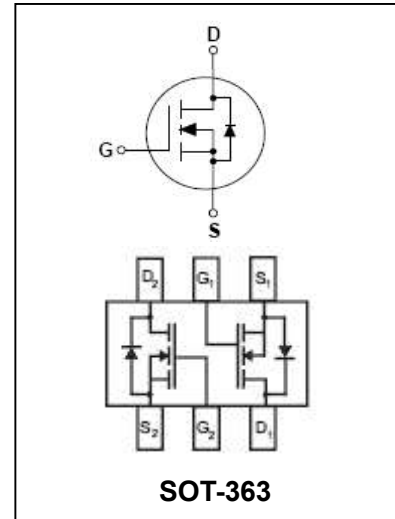 D
G
S
D₂ G₁ S₁
S₂ G₂ D₁
SOT-363